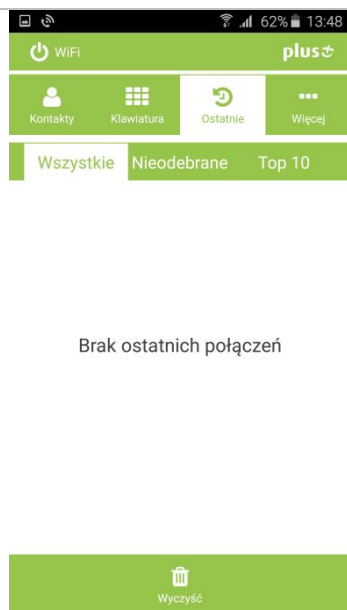 62% 13:48
WiFi plus
Kontakty Klawiatura Ostatnie Więcej
Wszystkie Nieodebrane Top 10
Brak ostatnich połączeń
Wyczyść